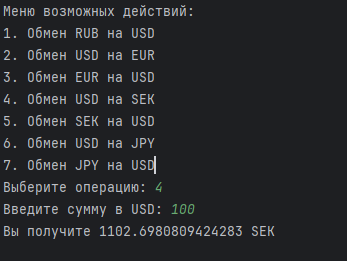 Меню возможных действий:
1. Обмен RUB на USD
2. Обмен USD на EUR
3. Обмен EUR на USD
4. Обмен USD на SEK
5. Обмен SEK на USD
6. Обмен USD на JPY
7. Обмен JPY на USD
Выберите операцию: 4
Введите сумму в USD: 100
Вы получите 1102.6980809424283 SEK